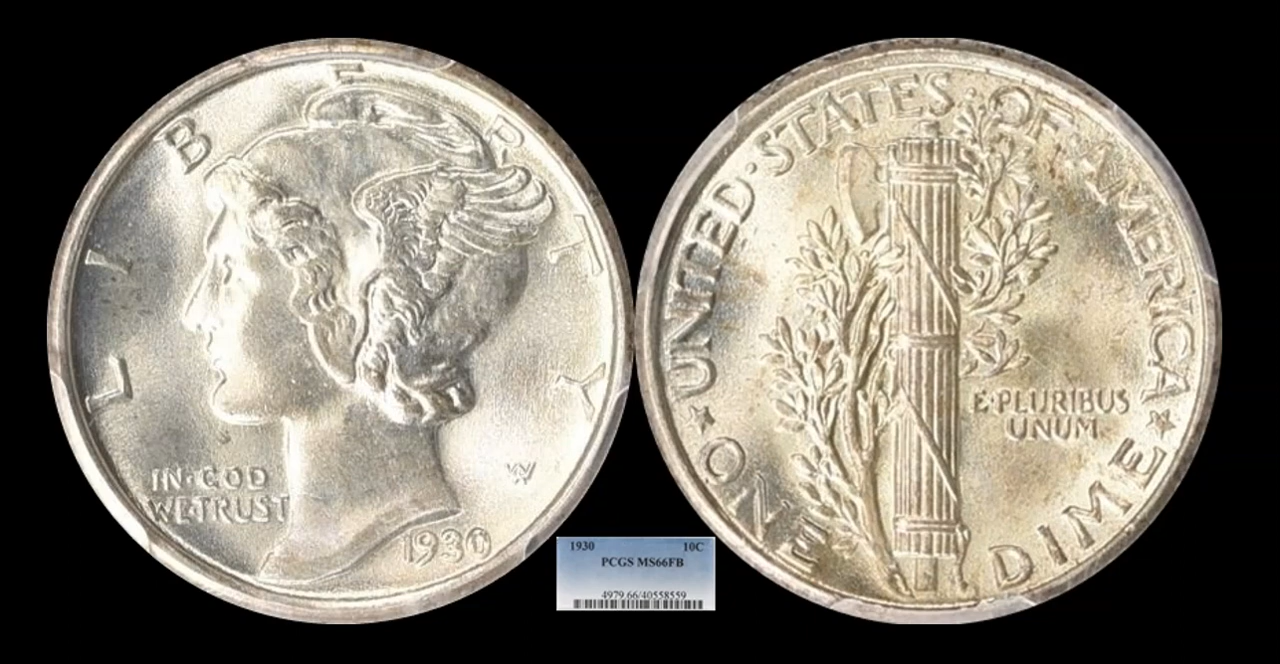 LIBERTY
IN·GOD
WE·TRUST
1930
W
UNITED·STATES·OF·AMERICA
E·PLURIBUS
UNUM
ONE DIME
1930 10C
PCGS MS66FB
4979.66/40558559